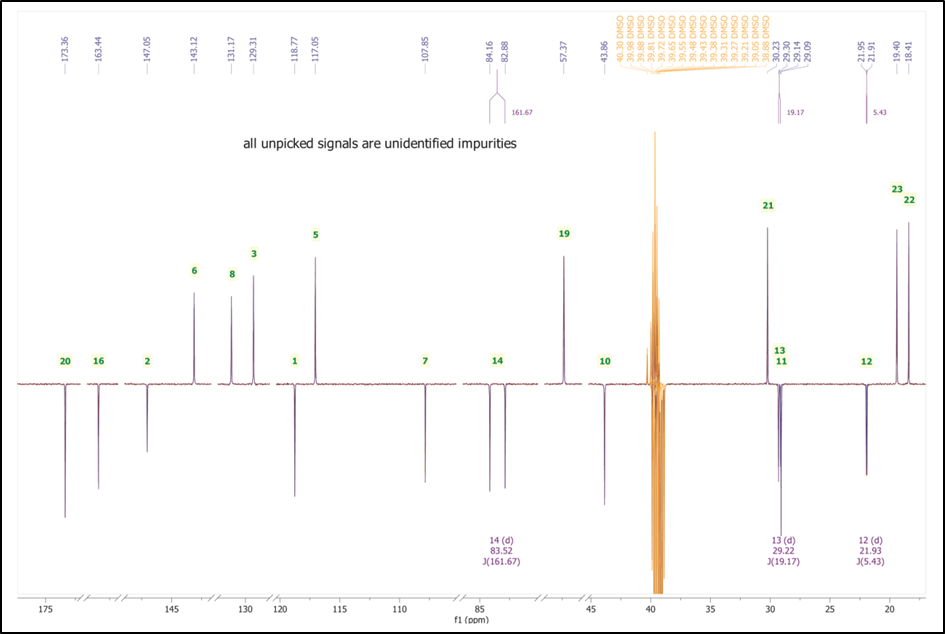 173.36
163.44
147.05
143.12
131.17
129.31
118.77
117.05
107.85
84.16
82.88
57.37
43.86
40.30 DMSO
39.98 DMSO
39.88 DMSO
39.81 DMSO
39.72 DMSO
39.65 DMSO
39.55 DMSO
39.48 DMSO
39.43 DMSO
39.38 DMSO
39.31 DMSO
39.27 DMSO
39.21 DMSO
39.05 DMSO
38.88 DMSO
30.23
29.30
29.14
29.09
21.95
21.91
19.40
18.41
161.67
19.17
5.43
all unpicked signals are unidentified impurities
23
22
21
19
5
3
6
8
20
16
2
1
7
14
10
13
11
12
14 (d)
83.52
J(161.67)
13 (d)
29.22
J(19.17)
12 (d)
21.93
J(5.43)
175 145 130 120 115 110 85 45 40 35 30 25 20
f1 (ppm)